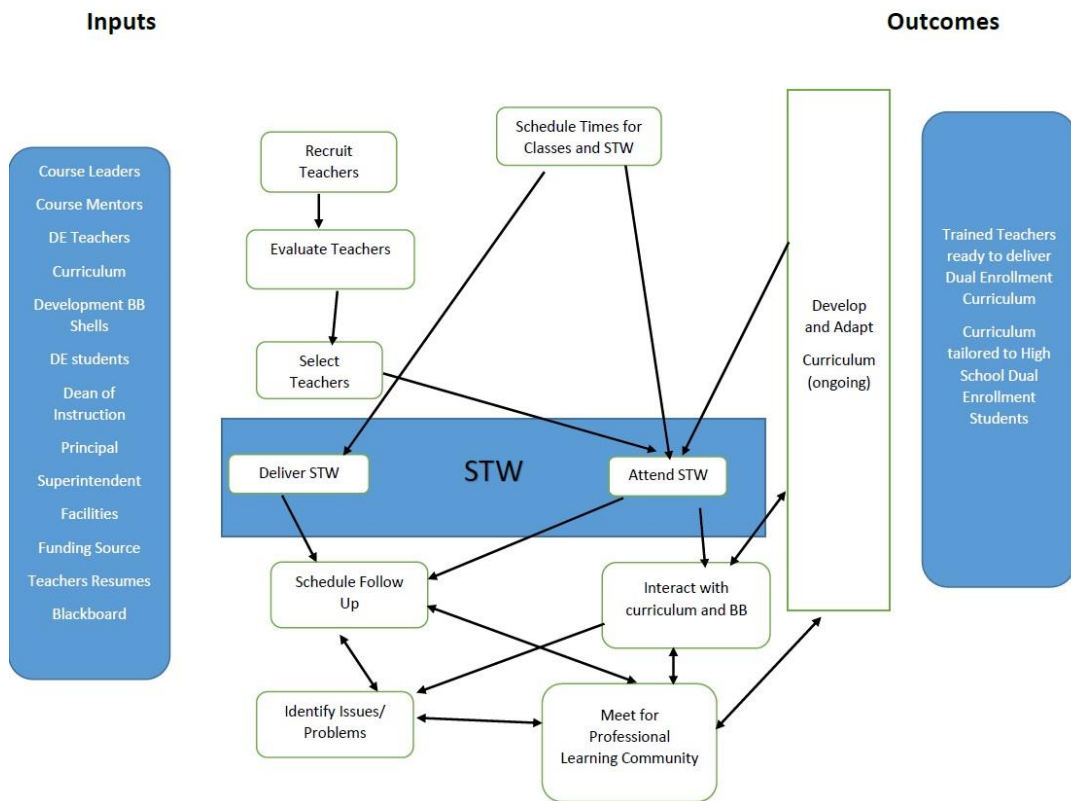 Inputs
Outcomes
Course Leaders
Course Mentors
DE Teachers
Curriculum
Development BB
Shells
DE students
Dean of
Instruction
Principal
Superintendent
Facilities
Funding Source
Teachers Resumes
Blackboard
Recruit
Teachers
Evaluate Teachers
Select
Teachers
Schedule Times for
Classes and STW
STW
Deliver STW
Attend STW
Schedule Follow
Up
Interact with
curriculum and BB
Identify Issues/
Problems
Meet for
Professional
Learning Community
Develop
and Adapt
Curriculum
(ongoing)
Trained Teachers
ready to deliver
Dual Enrollment
Curriculum
Curriculum
tailored to High
School Dual
Enrollment
Students